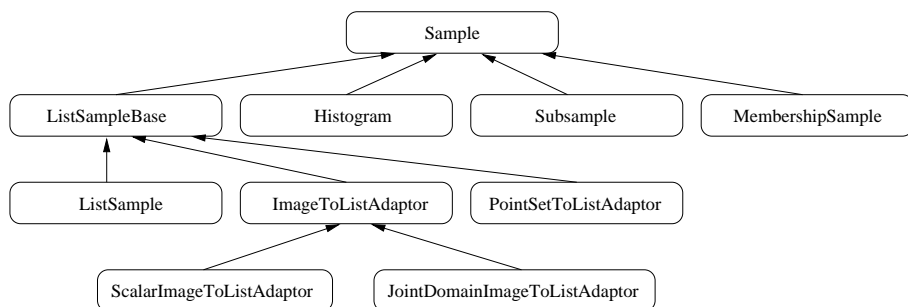 Sample
ListSampleBase
Histogram
Subsample
MembershipSample
ListSample
ImageToListAdaptor
PointSetToListAdaptor
ScalarImageToListAdaptor
JointDomainImageToListAdaptor